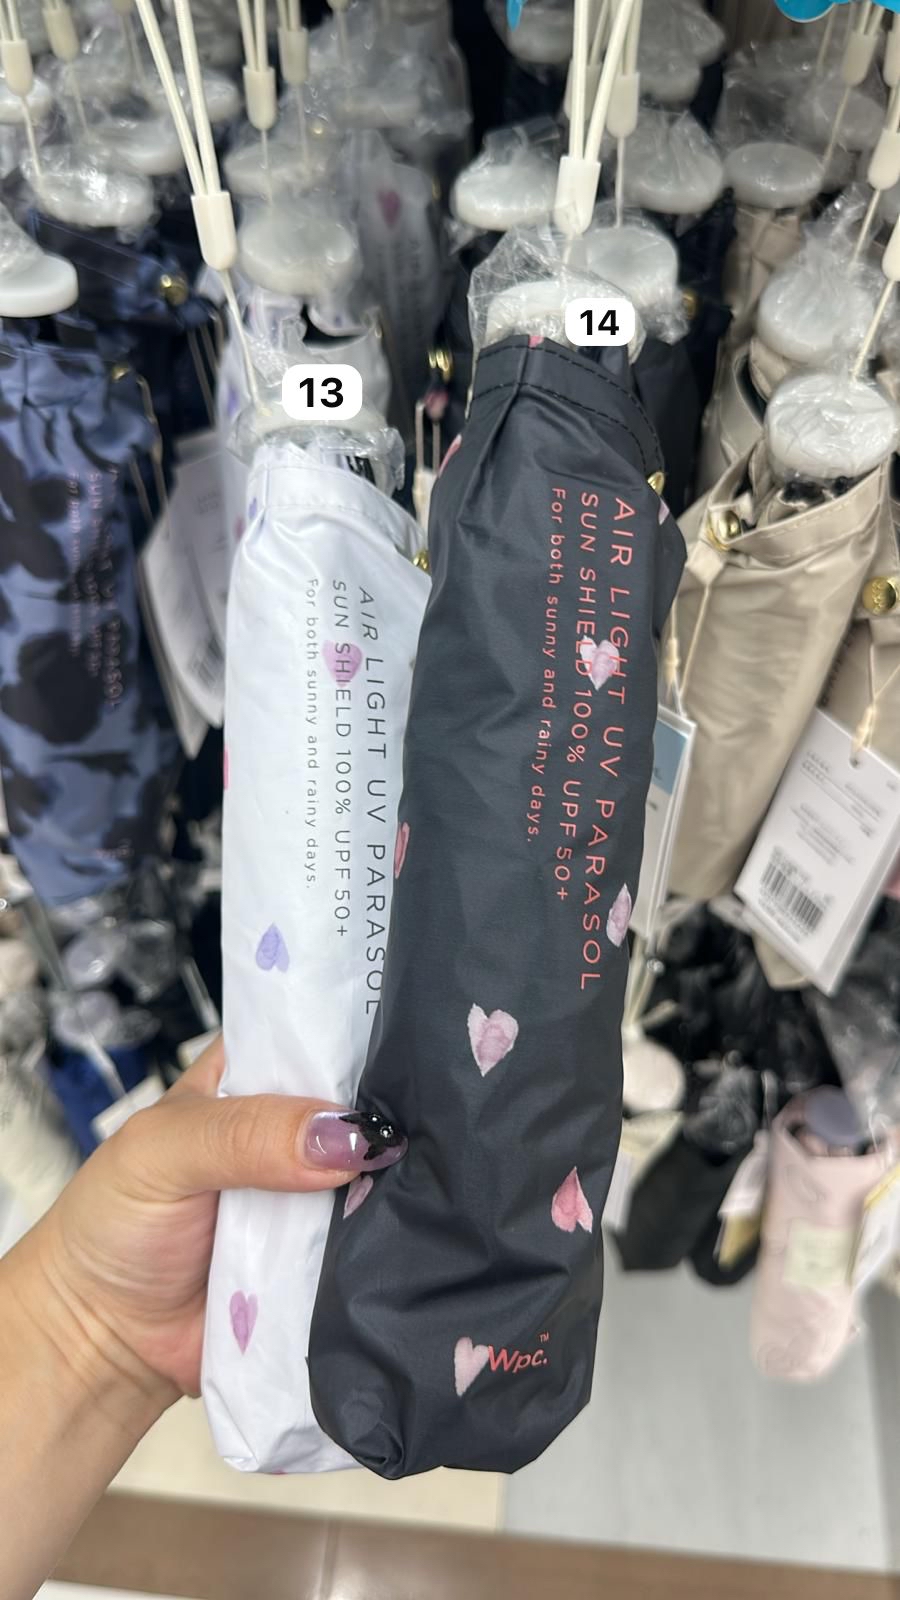 13
14
AIR LIGHT UV PARASOL
SUN SHIELD 100% UPF 50+
For both sunny and rainy days.
AIR LIGHT UV PARASOL
SUN SHIELD 100% UPF 50+
For both sunny and rainy days.
Wpc.™